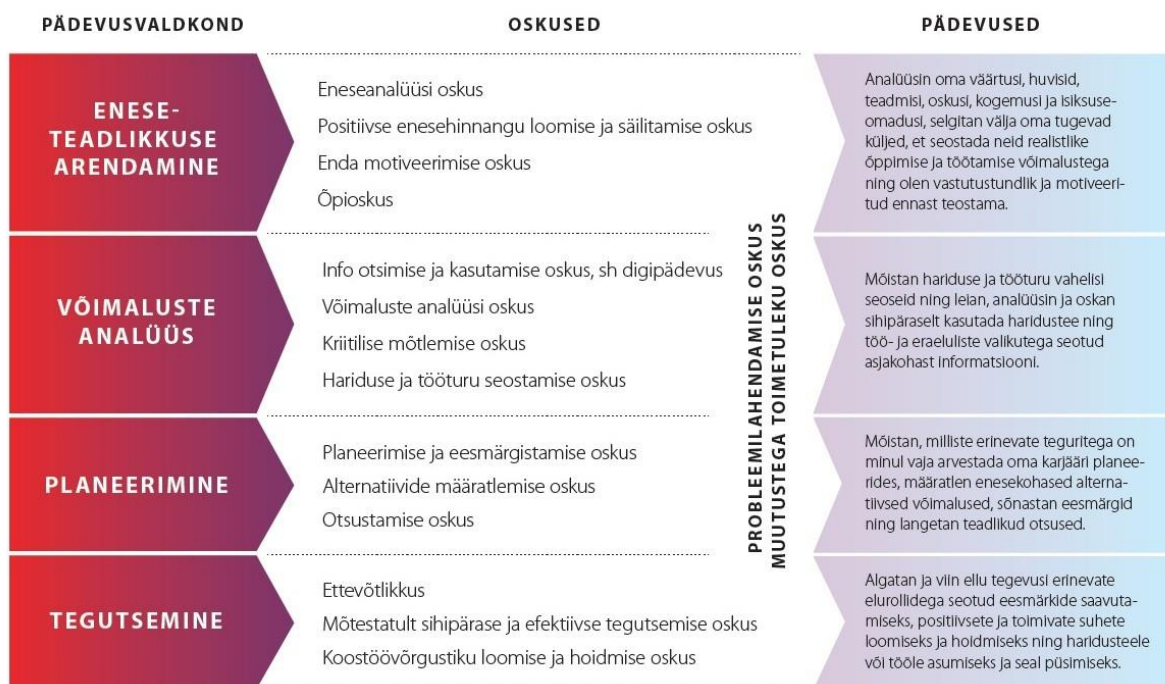 PÄDEVUSVALDKOND
OSKUSED
PÄDEVUSED
ENESE-
TEADLIKKUSE
ARENDAMINE
Eneseanalüüsi oskus
Positiivse enesehinnangu loomise ja säilitamise oskus
Enda motiveerimise oskus
Õpioskus
Analüüsin oma väärtusi, huvisid,
teadmisi, oskusi, kogemusi ja isiksuse-
omadusi, selgitan välja oma tugevad
küljed, et seostada neid realistlike
õppimise ja töötamise võimalustega
ning olen vastutustundlik ja motiveeri-
tud ennast teostama.
VÕIMALUSTE
ANALÜÜS
Info otsimise ja kasutamise oskus, sh digipädevus
Võimaluste analüüsi oskus
Kriitilise mõtlemise oskus
Hariduse ja tööturu seostamise oskus
Mõistan hariduse ja tööturu vahelisi
seoseid ning leian, analüüsin ja oskan
sihipäraselt kasutada haridustee ning
töö- ja eraeluliste valikutega seotud
asjakohast informatsiooni.
PLANEERIMINE
Planeerimise ja eesmärgistamise oskus
Alternatiivide määratlemise oskus
Otsustamise oskus
Mõistan, milliste erinevate teguritega on
minul vaja arvestada oma karjääri planee-
rides, määratlen enesekohased alterna-
tiivsed võimalused, sõnastan eesmärgid
ning langetan teadlikud otsused.
TEGUTSEMINE
Ettevõtlikkus
Mõtestatult sihipärase ja efektiivse tegutsemise oskus
Koostöövõrgustiku loomise ja hoidmise oskus
Algatan ja viin ellu tegevusi erinevate
elurollidega seotud eesmärkide saavuta-
miseks, positiivsete ja toimivate suhete
loomiseks ja hoidmiseks ning haridusteele
või tööle asumiseks ja seal püsimiseks.
PROBLEEMILAHENDAMISE OSKUS
MUUTUSTEGA TOIMETULEKU OSKUS